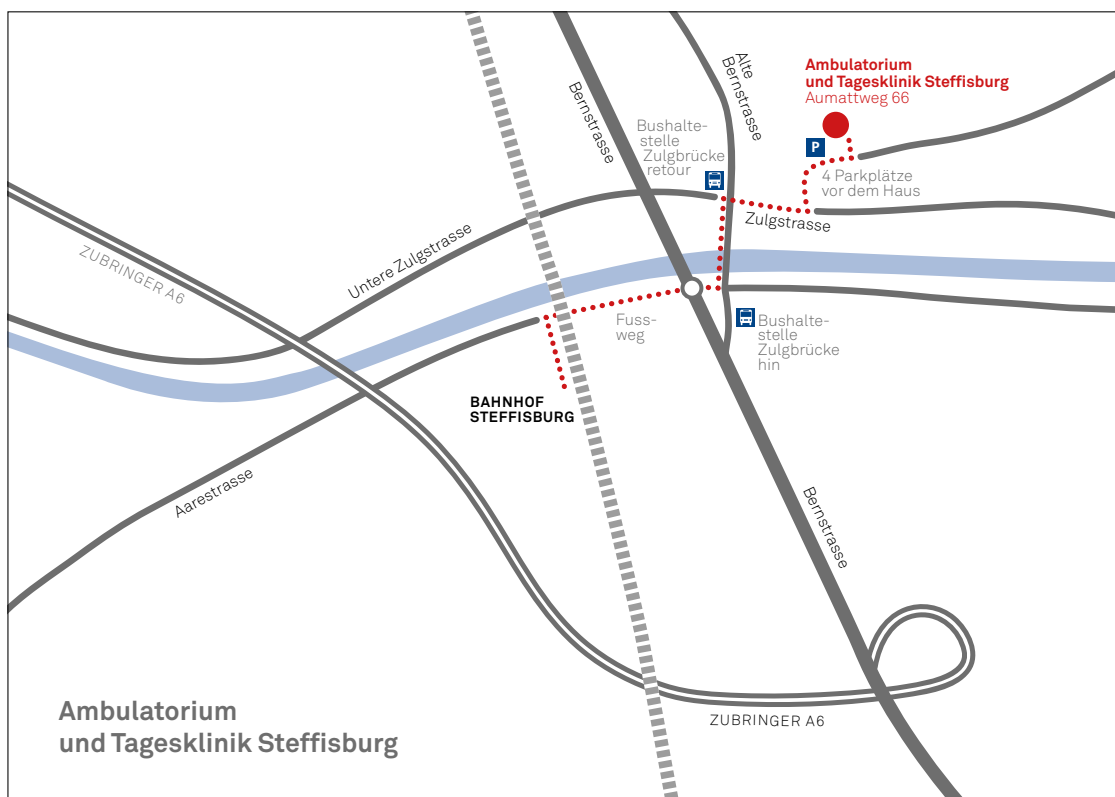 Ambulatorium
und Tagesklinik Steffisburg
Aumattweg 66
Alte
Bernstrasse
Bernstrasse
Bushalte-
stelle
Zulgbrücke
retour
P
4 Parkplätze
vor dem Haus
Zulgstrasse
Untere Zulgstrasse
ZUBRINGER A6
Fuss-
weg
Bushalte-
stelle
Zulgbrücke
hin
BAHNHOF
STEFFISBURG
Aarestrasse
Bernstrasse
ZUBRINGER A6
Ambulatorium
und Tagesklinik Steffisburg